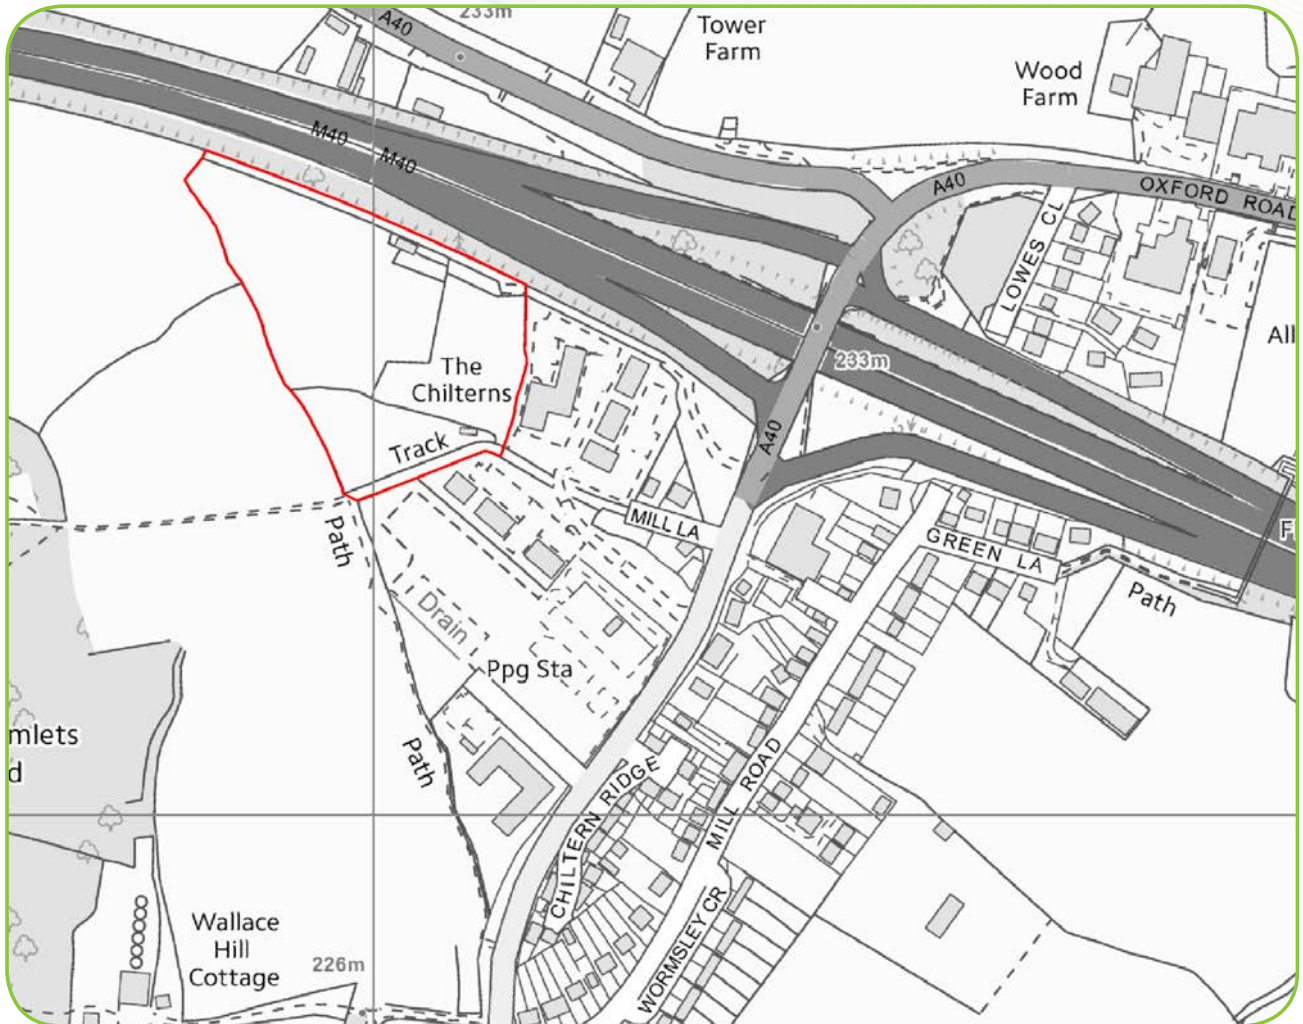 233m
A40
Tower
Farm
Wood
Farm
M40
M40
A40
OXFORD ROAD
LOWES CL
All
233m
The
Chilterns
A40
Track
MILL LA
GREEN LA
Path
Path
Drain
Ppg Sta
mlets
d
Path
CHILTERN RIDGE
MILL ROAD
WORMSLEY CR
Wallace
Hill
Cottage
226m